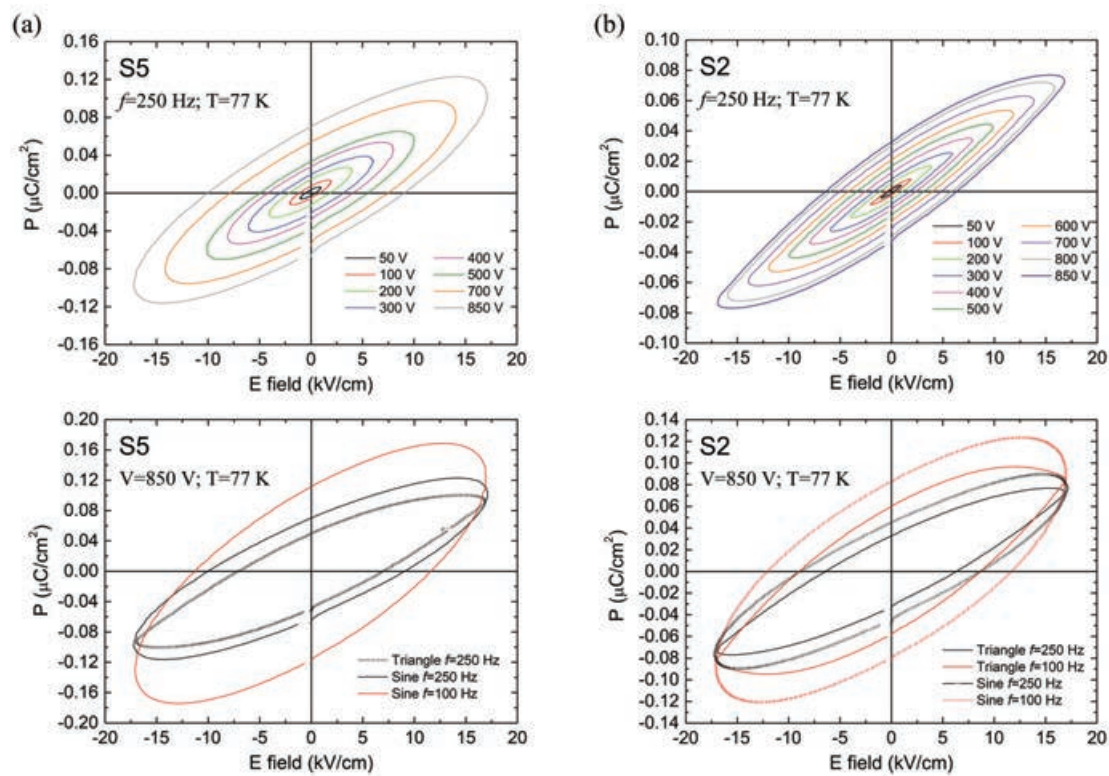 (a)
S5
f=250 Hz; T=77 K
P (μC/cm²)
0.16
0.12
0.08
0.04
0.00
-0.04
-0.08
-0.12
-0.16
50 V
100 V
200 V
300 V
400 V
500 V
700 V
850 V
-20 -15 -10 -5 0 5 10 15 20
E field (kV/cm)
(b)
S2
f=250 Hz; T=77 K
P (μC/cm²)
0.10
0.08
0.06
0.04
0.02
0.00
-0.02
-0.04
-0.06
-0.08
-0.10
50 V
100 V
200 V
300 V
400 V
500 V
600 V
700 V
800 V
850 V
-20 -15 -10 -5 0 5 10 15 20
E field (kV/cm)
S5
V=850 V; T=77 K
P (μC/cm²)
0.20
0.16
0.12
0.08
0.04
0.00
-0.04
-0.08
-0.12
-0.16
-0.20
Triangle f=250 Hz
Sine f=250 Hz
Sine f=100 Hz
-20 -15 -10 -5 0 5 10 15 20
E field (kV/cm)
S2
V=850 V; T=77 K
P (μC/cm²)
0.14
0.12
0.10
0.08
0.06
0.04
0.02
0.00
-0.02
-0.04
-0.06
-0.08
-0.10
-0.12
-0.14
Triangle f=250 Hz
Triangle f=100 Hz
Sine f=250 Hz
Sine f=100 Hz
-20 -15 -10 -5 0 5 10 15 20
E field (kV/cm)